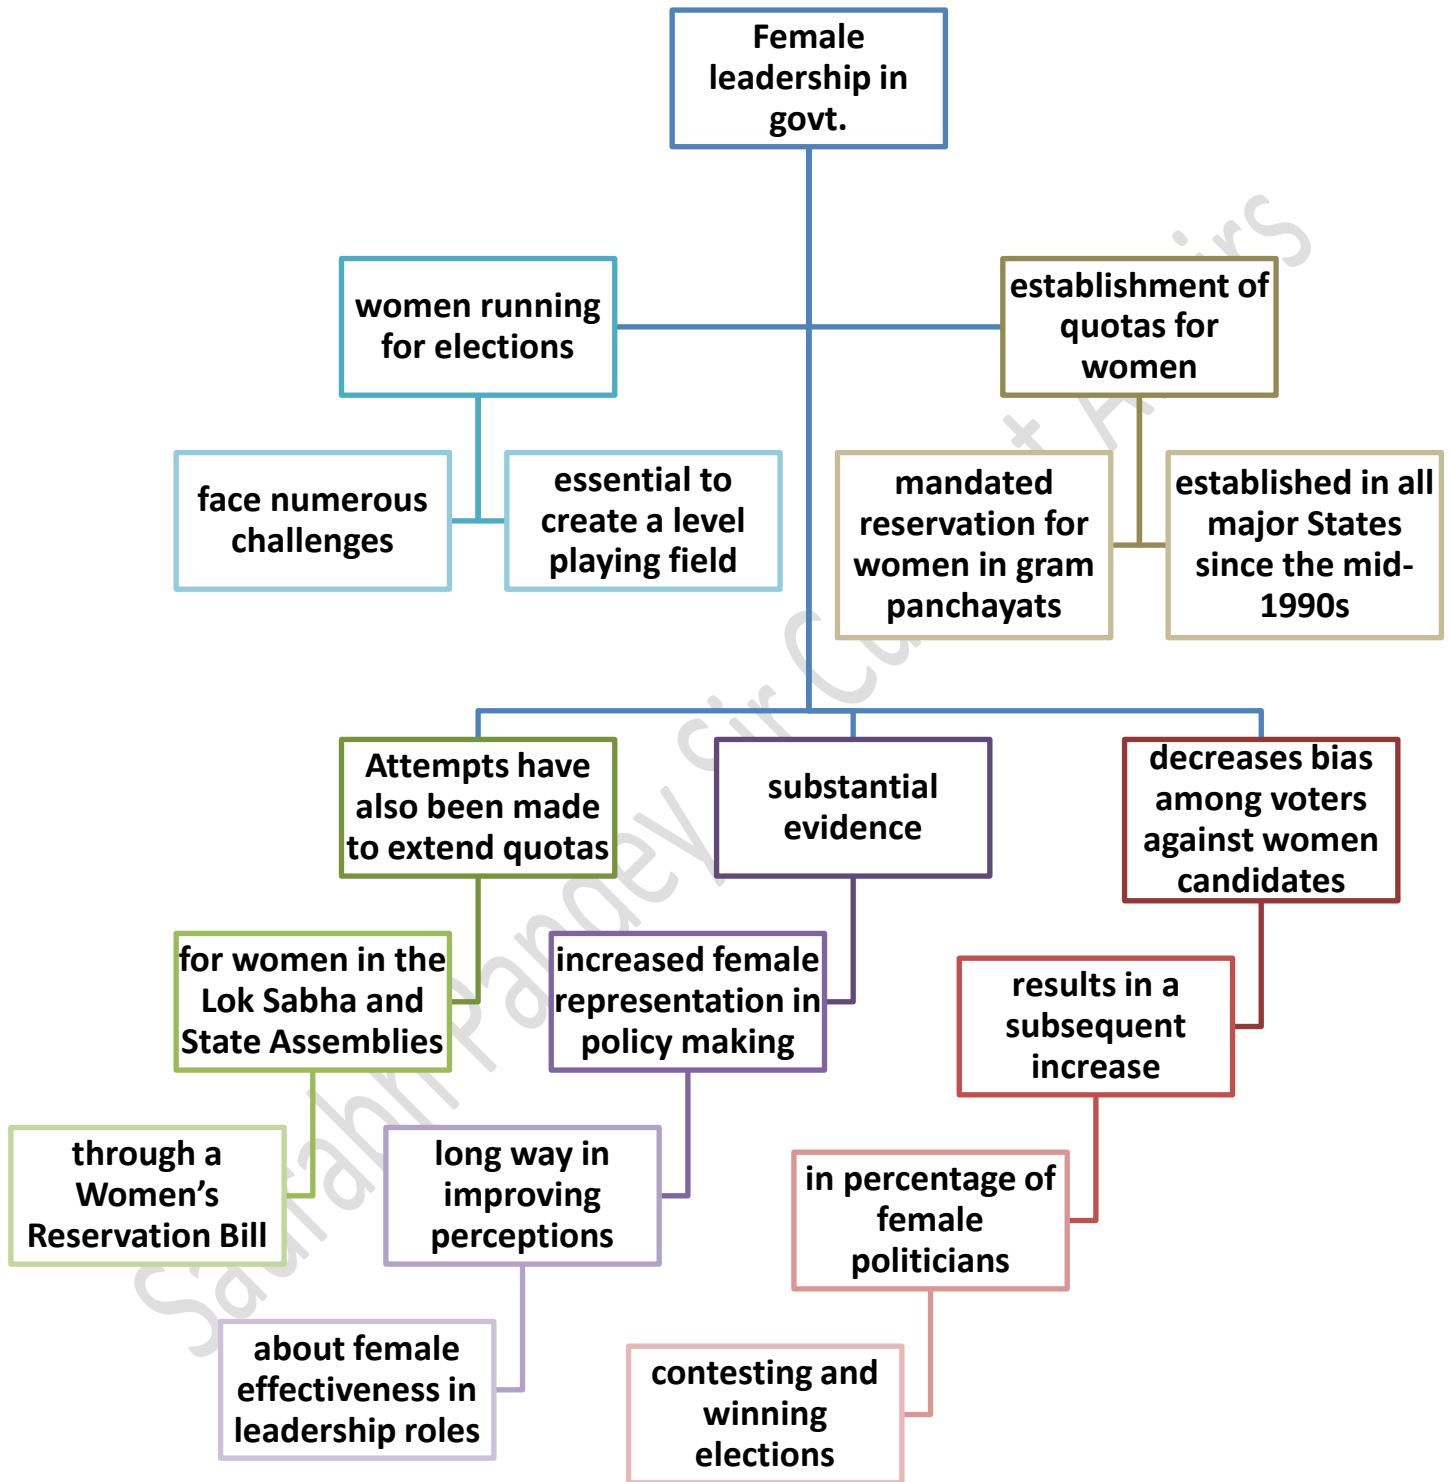 Female
leadership in
govt.
women running
for elections
establishment of
quotas for
women
face numerous
challenges
essential to
create a level
playing field
mandated
reservation for
women in gram
panchayats
established in all
major States
since the mid-
1990s
Attempts have
also been made
to extend quotas
substantial
evidence
decreases bias
among voters
against women
candidates
for women in the
Lok Sabha and
State Assemblies
increased female
representation in
policy making
results in a
subsequent
increase
through a
Women’s
Reservation Bill
long way in
improving
perceptions
in percentage of
female
politicians
about female
effectiveness in
leadership roles
contesting and
winning
elections
Saurabh Pandey Sir Current Affairs